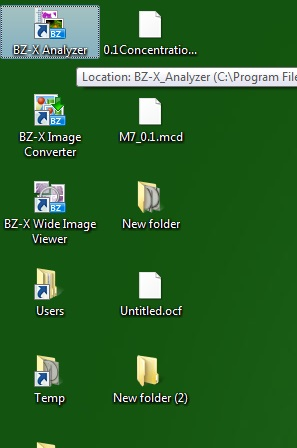 BZ-X Analyzer
0.1Concentratio...
Location: BZ-X_Analyzer (C:\Program File
BZ-X Image
Converter
M7_0.1.mcd
BZ-X Wide Image
Viewer
New folder
Users
Untitled.ocf
Temp
New folder (2)